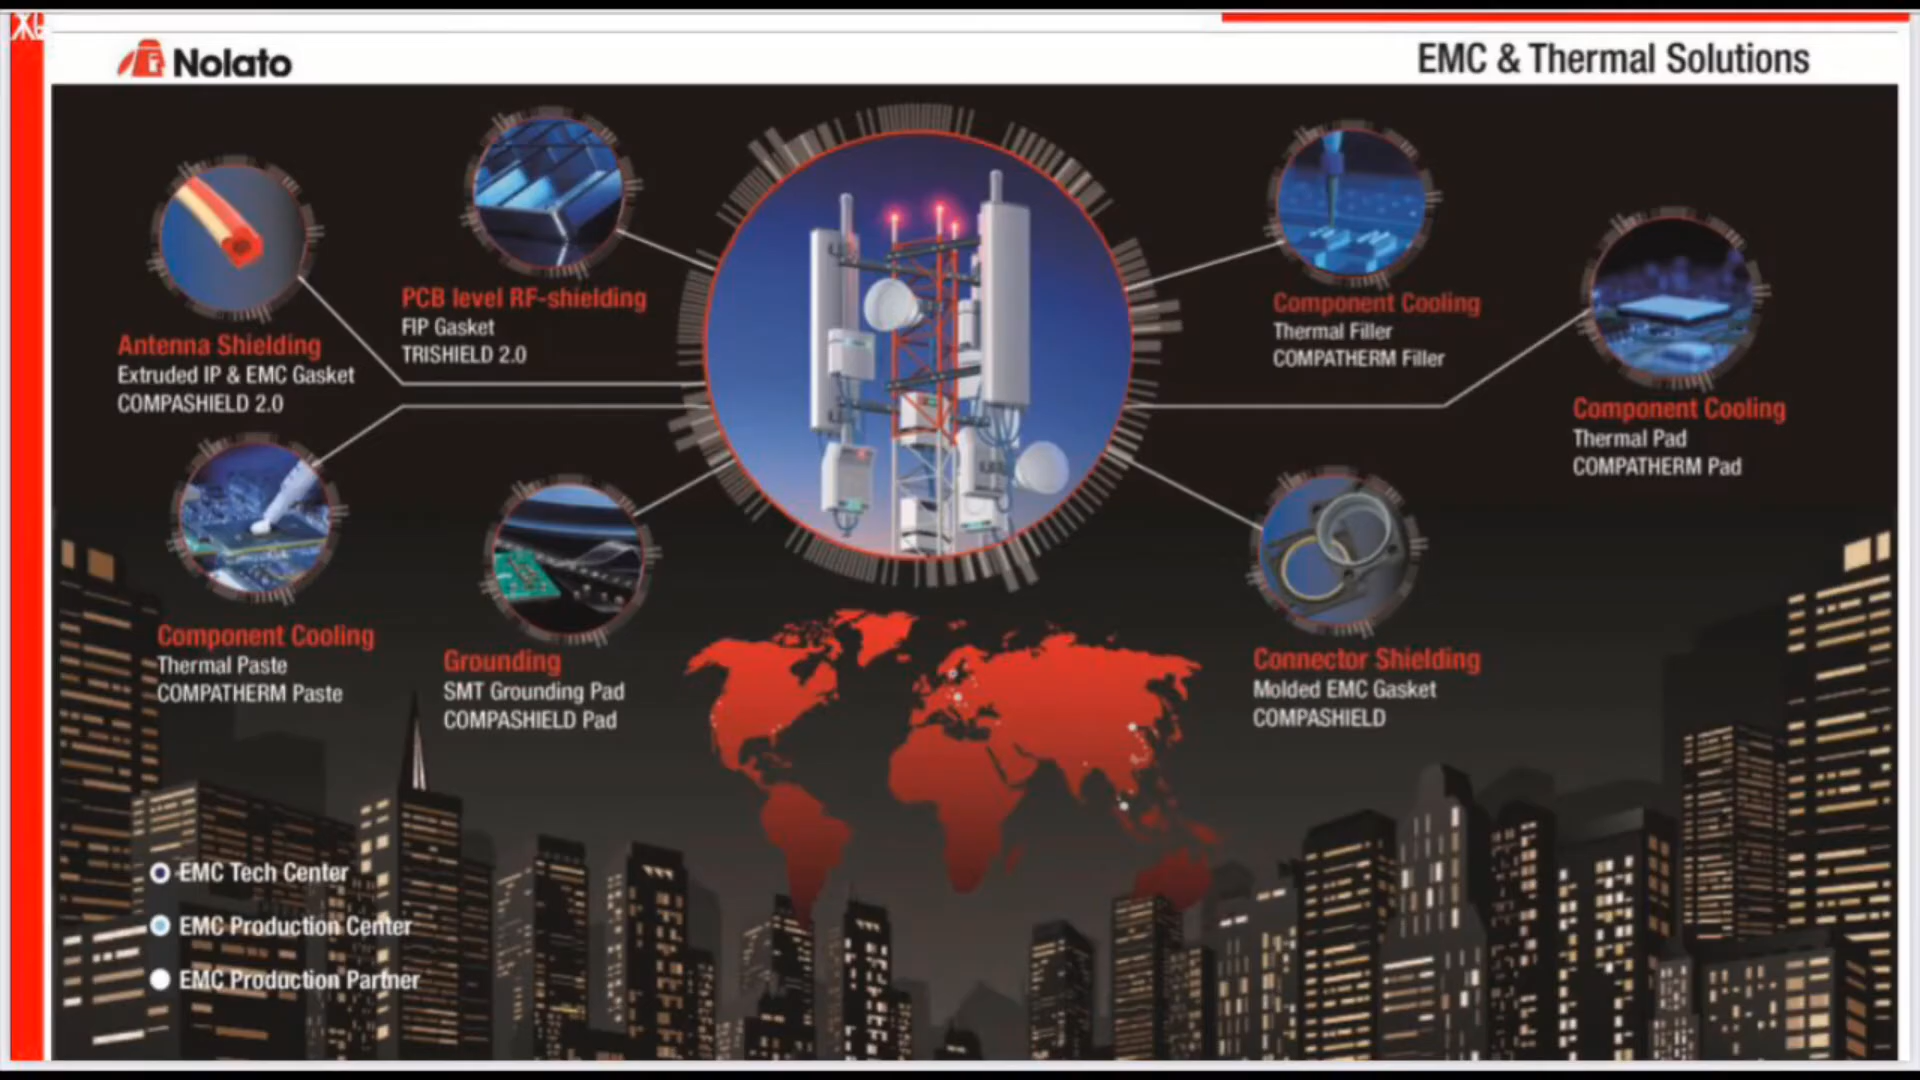 Nolato
EMC & Thermal Solutions
Antenna Shielding
Extruded IP & EMC Gasket
COMPASHIELD 2.0
PCB level RF-shielding
FIP Gasket
TRISHIELD 2.0
Component Cooling
Thermal Filler
COMPATHERM Filler
Component Cooling
Thermal Pad
COMPATHERM Pad
Component Cooling
Thermal Paste
COMPATHERM Paste
Grounding
SMT Grounding Pad
COMPASHIELD Pad
Connector Shielding
Molded EMC Gasket
COMPASHIELD
EMC Tech Center
EMC Production Center
EMC Production Partner